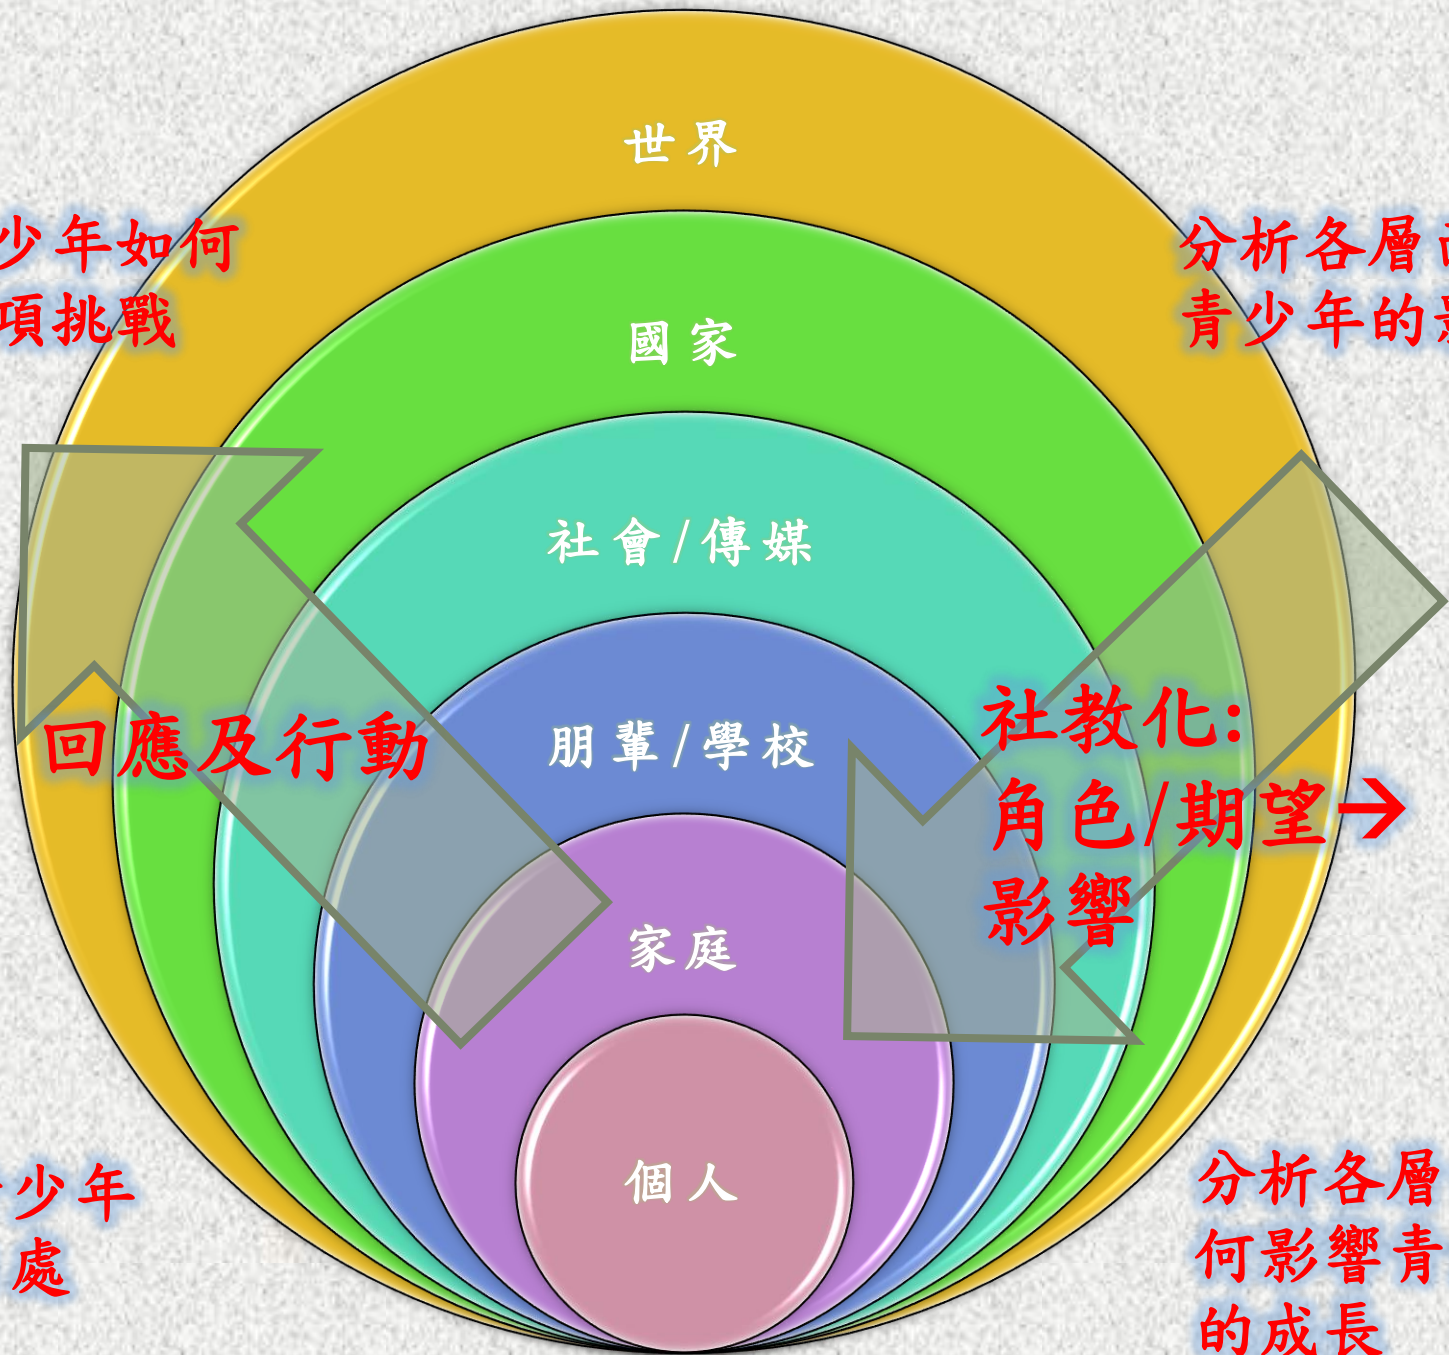 世界
少年如何
項挑戰
分析各層
青少年的
國家
社會/傳媒
朋輩/學校
回應及行動
社教化:
角色/期望→
影響
家庭
個人
少年
處
分析各層
何影響青
的成長